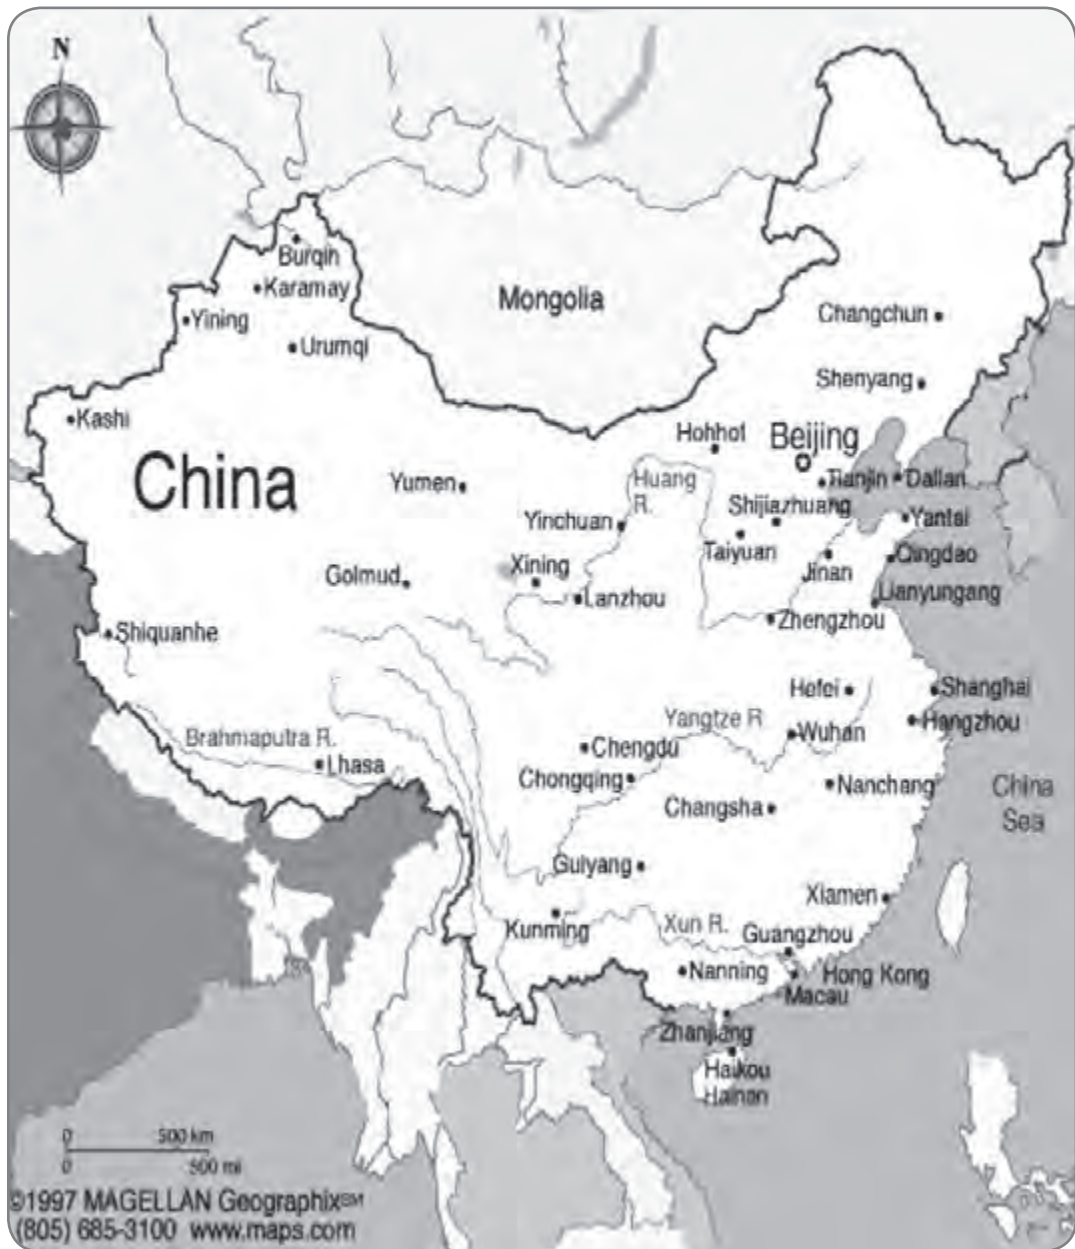 N
Burqin
Karamay
Yining
Urumqi
Mongolia
Changchun
Shenyang
Kashi
China
Yumen
Hohhot
Beijing
Huang
R.
Tianjin
Dallan
Shijiazhuang
Yinchuan
Yantai
Taiyuan
Xining
Jinan
Qingdao
Golmud
Lanzhou
Lianyungang
Zhengzhou
Shiquanhe
Hefei
Shanghai
Yangtze R
Hangzhou
Brahmaputra R.
Wuhan
Chengdu
Lhasa
Chongqing
Nanchang
China
Sea
Changsha
Guiyang
Xiamen
Kunming
Xun R.
Guangzhou
Nanning
Hong Kong
Macau
Zhanjiang
Haikou
Hainan
0 500 km
0 500 mi
©1997 MAGELLAN Geographix℠
(805) 685-3100 www.maps.com